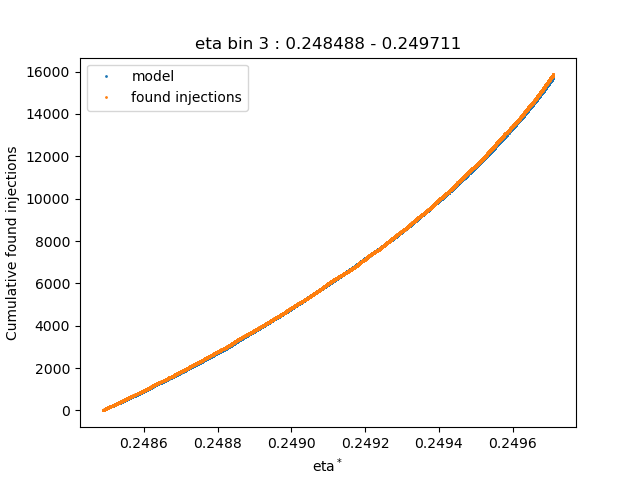 eta bin 3 : 0.248488 - 0.249711
model
found injections
Cumulative found injections
16000
14000
12000
10000
8000
6000
4000
2000
0
0.2486 0.2488 0.2490 0.2492 0.2494 0.2496
eta*